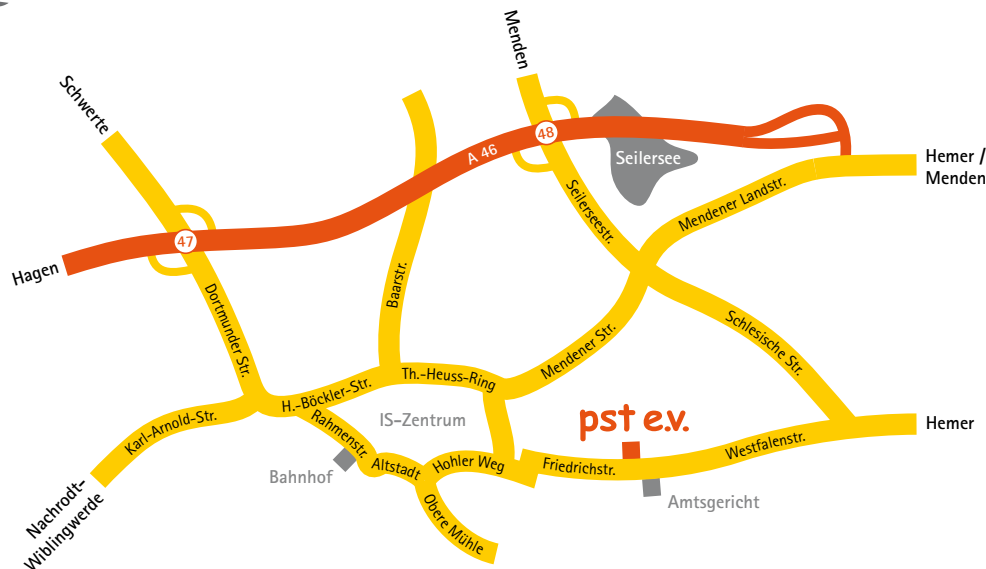 Menden
Schwerte
A 46
48
Seilersee
Hemer /
Menden
Seilerseestr.
Mendener Landstr.
47
Hagen
Dortmunder Str.
Baarstr.
Schlesische Str.
Mendener Str.
Th.-Heuss-Ring
H.-Böckler-Str.
Karl-Arnold-Str.
Rahmenstr.
IS-Zentrum
pst e.v.
Hemer
Westfalenstr.
Friedrichstr.
Hohler Weg
Altstadt
Bahnhof
Amtsgericht
Obere Mühle
Nachrodt-
Wiblingwerde